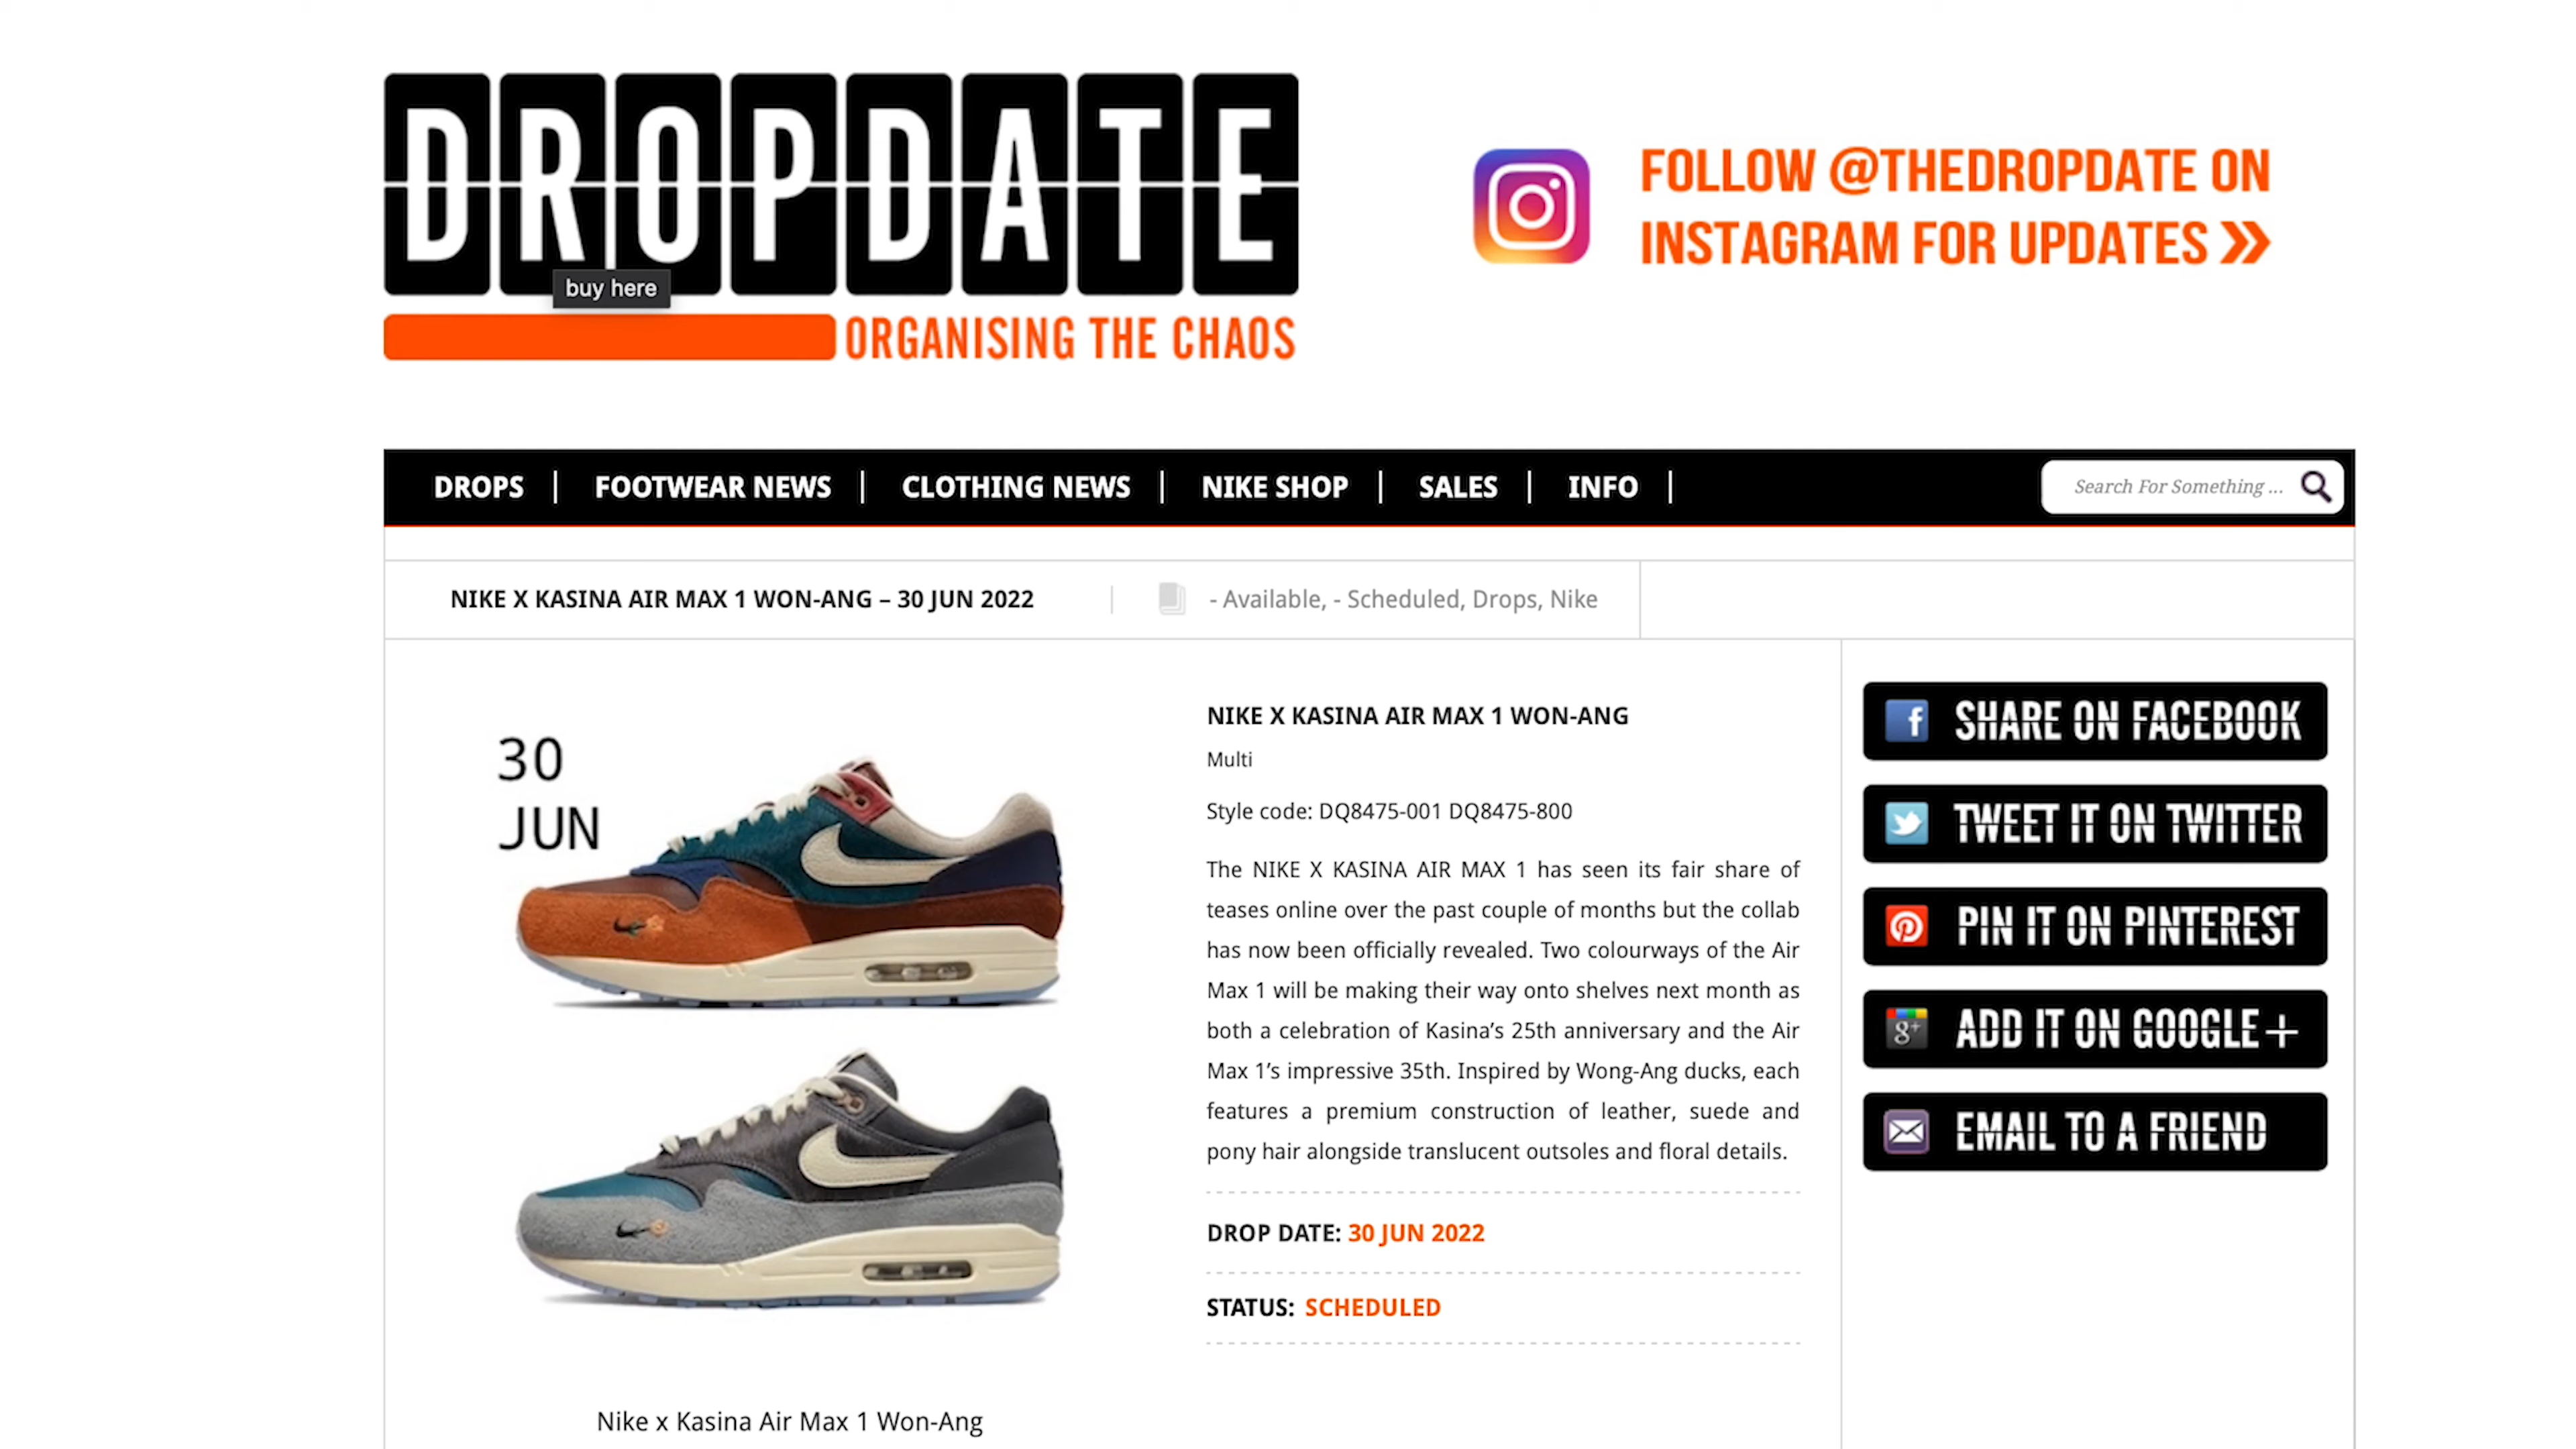 DROPDATE
buy here
ORGANISING THE CHAOS
FOLLOW @THEDROPDATE ON
INSTAGRAM FOR UPDATES »
DROPS | FOOTWEAR NEWS | CLOTHING NEWS | NIKE SHOP | SALES | INFO |
Search For Something ...
NIKE X KASINA AIR MAX 1 WON-ANG – 30 JUN 2022
- Available, - Scheduled, Drops, Nike
30
JUN
NIKE X KASINA AIR MAX 1 WON-ANG
Multi
Style code: DQ8475-001 DQ8475-800
The NIKE X KASINA AIR MAX 1 has seen its fair share of
teases online over the past couple of months but the collab
has now been officially revealed. Two colourways of the Air
Max 1 will be making their way onto shelves next month as
both a celebration of Kasina’s 25th anniversary and the Air
Max 1’s impressive 35th. Inspired by Wong-Ang ducks, each
features a premium construction of leather, suede and
pony hair alongside translucent outsoles and floral details.
DROP DATE: 30 JUN 2022
STATUS: SCHEDULED
Nike x Kasina Air Max 1 Won-Ang
f SHARE ON FACEBOOK
TWEET IT ON TWITTER
PIN IT ON PINTEREST
g+ ADD IT ON GOOGLE+
EMAIL TO A FRIEND